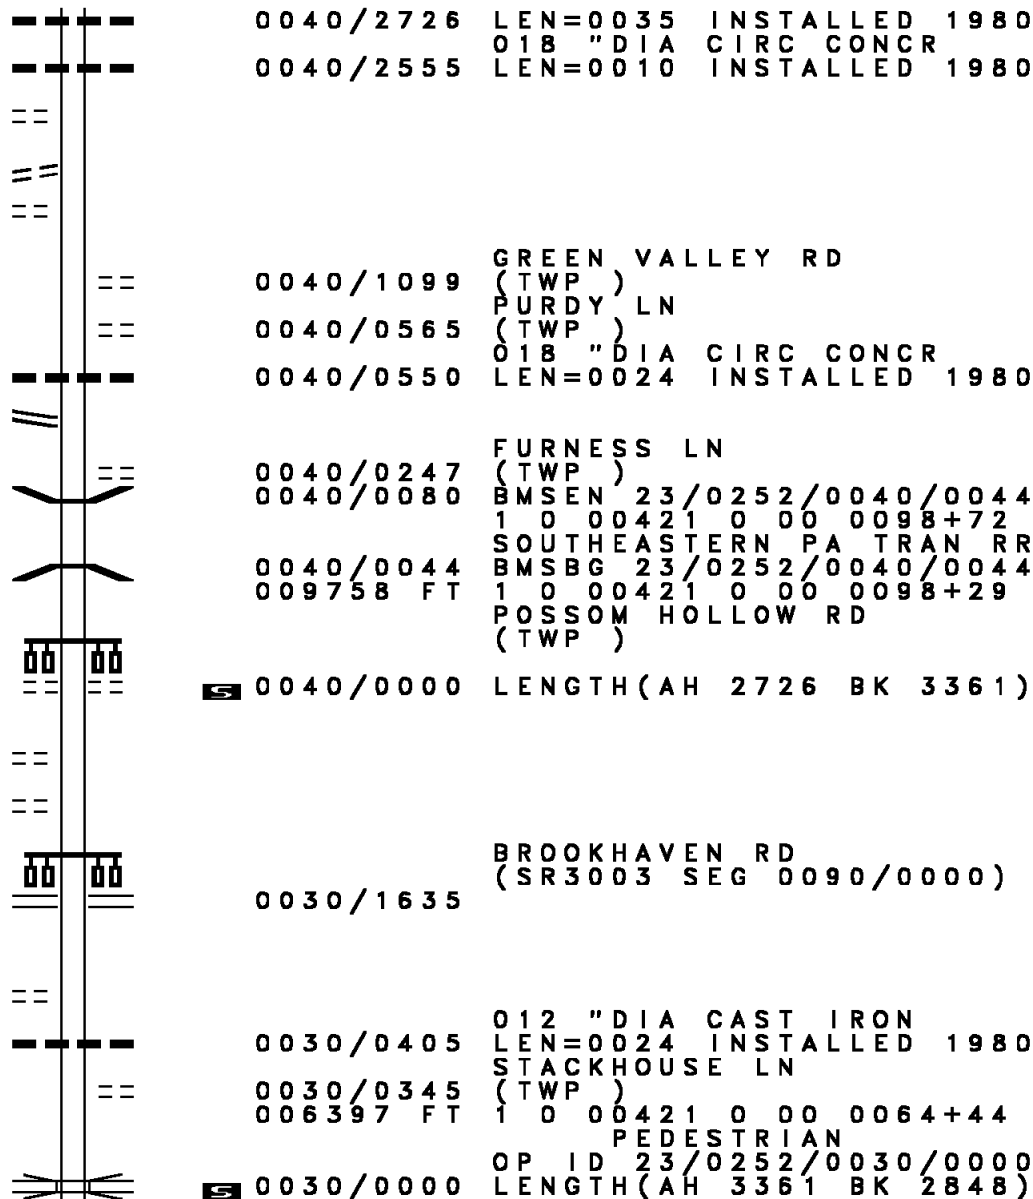 0040/2726 LEN=0035 INSTALLED 1980
018 "DIA CIRC CONCR
0040/2555 LEN=0010 INSTALLED 1980
GREEN VALLEY RD
0040/1099 (TWP )
PURDY LN
0040/0565 (TWP )
018 "DIA CIRC CONCR
0040/0550 LEN=0024 INSTALLED 1980
FURNESS LN
0040/0247 (TWP )
0040/0080 BMSEN 23/0252/0040/0044
1 0 00421 0 00 0098+72
SOUTHEASTERN PA TRAN RR
0040/0044 BMSBG 23/0252/0040/0044
009758 FT 1 0 00421 0 00 0098+29
POSSOM HOLLOW RD
(TWP )
S 0040/0000 LENGTH(AH 2726 BK 3361)
BROOKHAVEN RD
(SR3003 SEG 0090/0000)
0030/1635
012 "DIA CAST IRON
0030/0405 LEN=0024 INSTALLED 1980
STACKHOUSE LN
0030/0345 (TWP )
006397 FT 1 0 00421 0 00 0064+44
PEDESTRIAN
OP ID 23/0252/0030/0000
S 0030/0000 LENGTH(AH 3361 BK 2848)